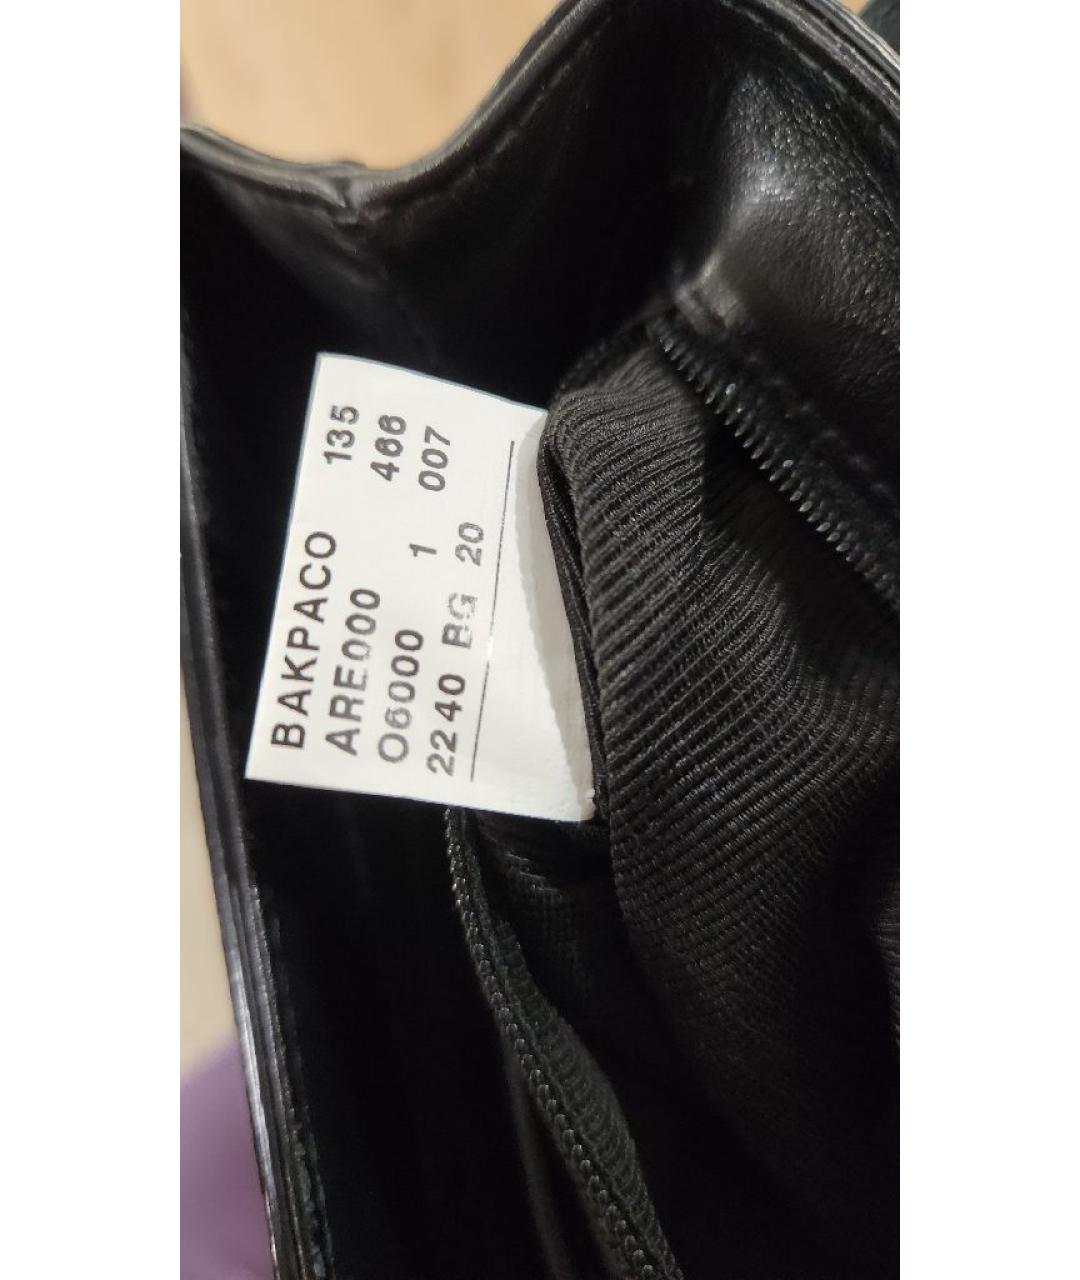 BAKPACO 135
ARE000 466
O6000 1 007
2240 BG 20